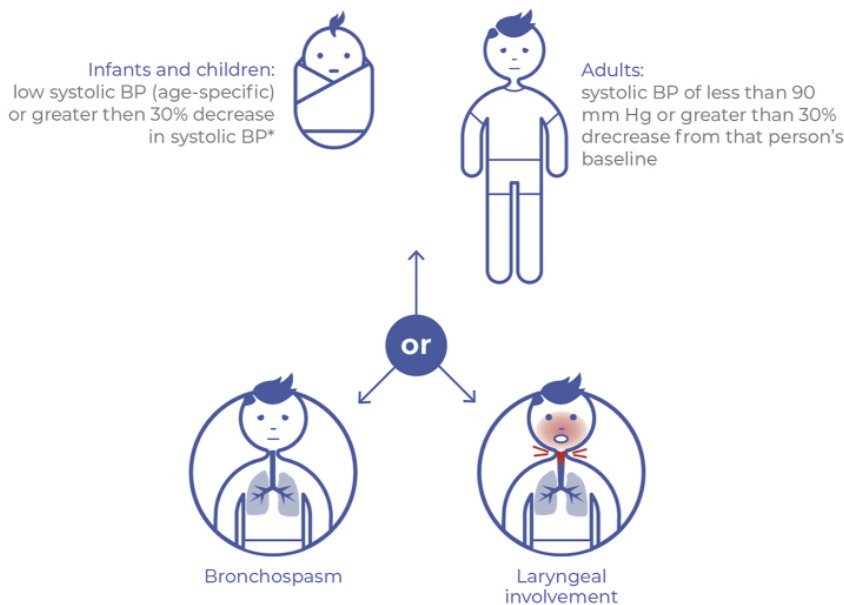 Infants and children:
low systolic BP (age-specific)
or greater then 30% decrease
in systolic BP*
Adults:
systolic BP of less than 90
mm Hg or greater than 30%
drecrease from that person's
baseline
or
Bronchospasm
Laryngeal
involvement